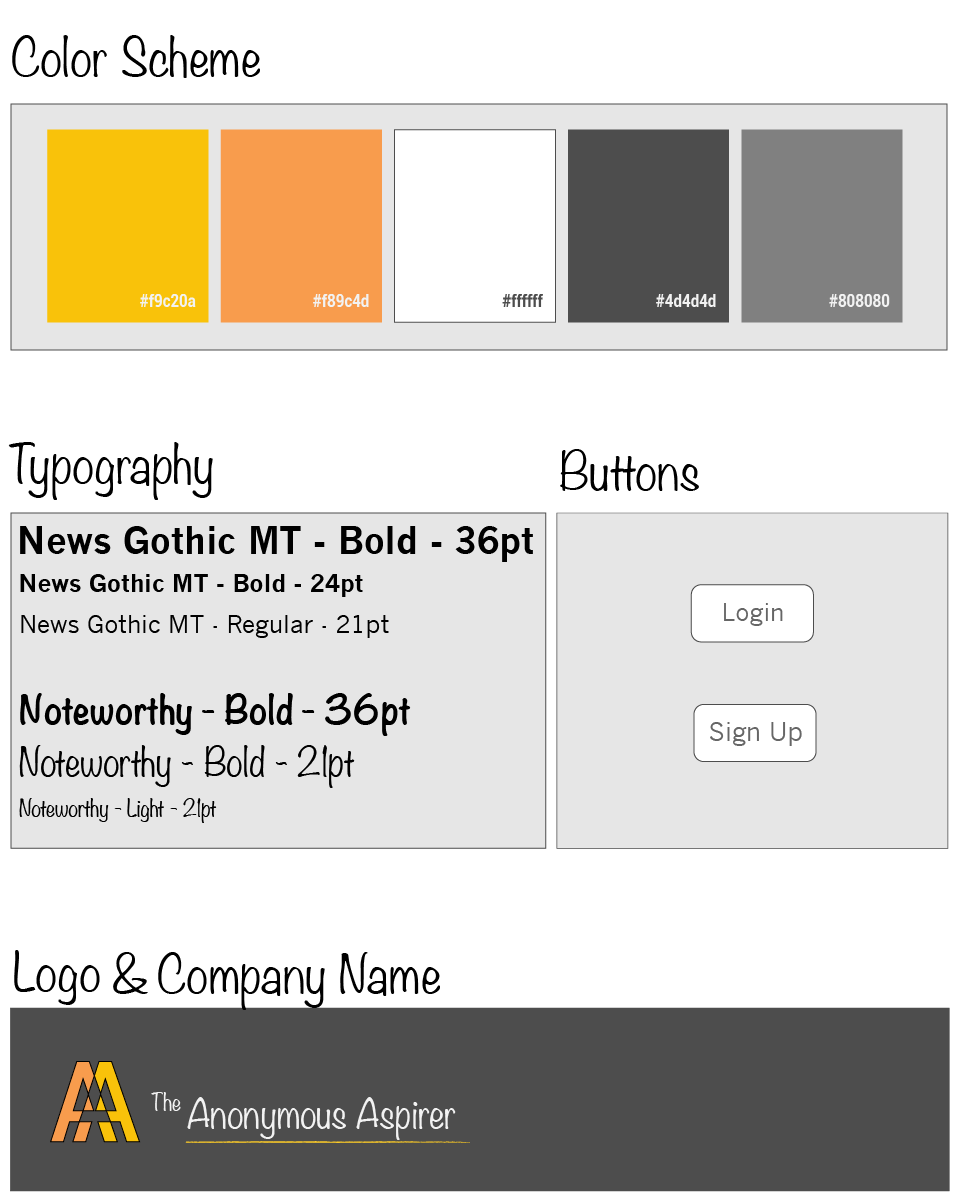 Color Scheme
#f9c20a
#f89c4d
#ffffff
#4d4d4d
#808080
Typography
News Gothic MT - Bold - 36pt
News Gothic MT - Bold - 24pt
News Gothic MT - Regular - 21pt
Noteworthy - Bold - 36pt
Noteworthy - Bold - 21pt
Noteworthy - Light - 21pt
Buttons
Login
Sign Up
Logo & Company Name
AA
The Anonymous Aspirer